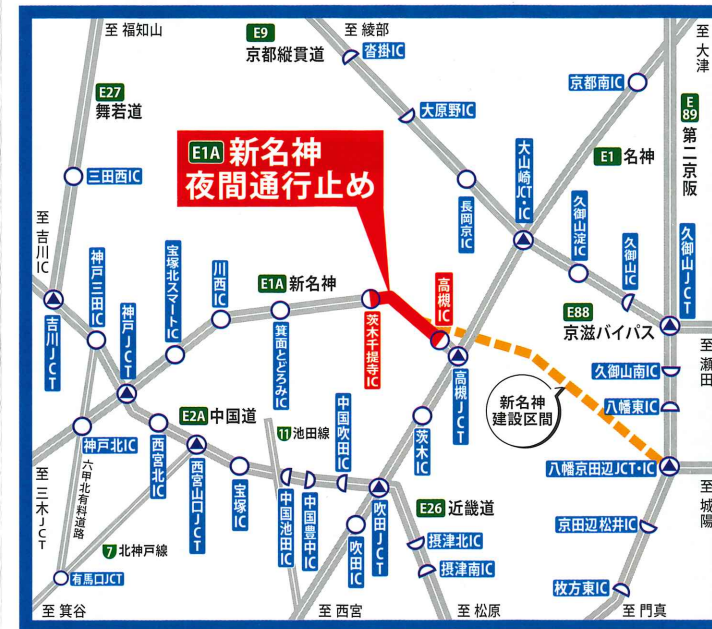 至 福知山
E9
京都縦貫道
至 綾部
沓掛IC
至大津
E27
舞若道
大原野IC
京都南IC
E
89
第二京阪
E1A 新名神
夜間通行止め
E1 名神
三田西IC
大山崎JCT・IC
長岡京IC
久御山淀IC
久御山IC
久御山JCT
至吉川IC
神戸三田IC
宝塚北スマートIC
川西IC
E1A 新名神
高槻IC
E88
京滋バイパス
吉川JCT
神戸JCT
箕面とどろみIC
茨木千提寺IC
高槻JCT
至瀬田
久御山南IC
新名神
建設区間
八幡東IC
E2A 中国道
11 池田線
中国吹田IC
茨木IC
神戸北IC
西宮北IC
西宮山口JCT
宝塚IC
中国池田IC
中国豊中IC
吹田JCT
八幡京田辺JCT・IC
至三木JCT
六甲北有料道路
至城陽
E26 近畿道
京田辺松井IC
7 北神戸線
吹田IC
摂津北IC
摂津南IC
有馬口JCT
枚方東IC
至 箕谷
至 西宮
至 松原
至 門真